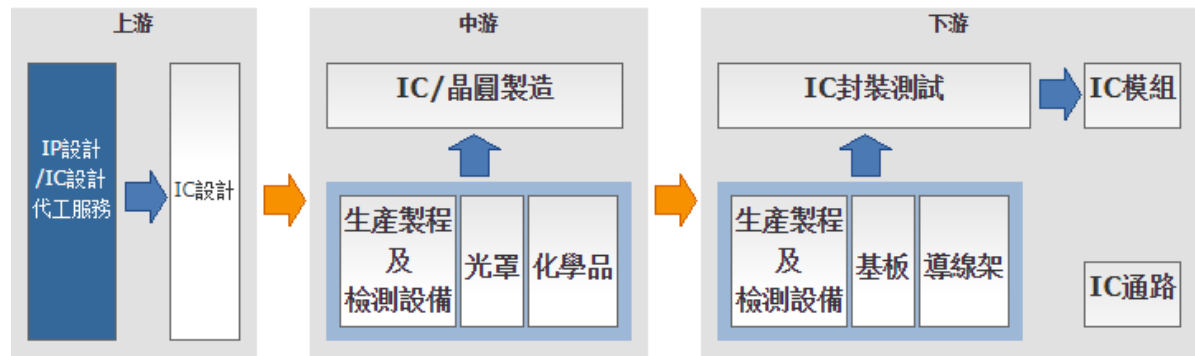 上游
IP設計
/IC設計
代工服務
IC設計
中游
IC/晶圓製造
生產製程
及
檢測設備
光罩
化學品
下游
IC封裝測試
IC模組
生產製程
及
檢測設備
基板
導線架
IC通路